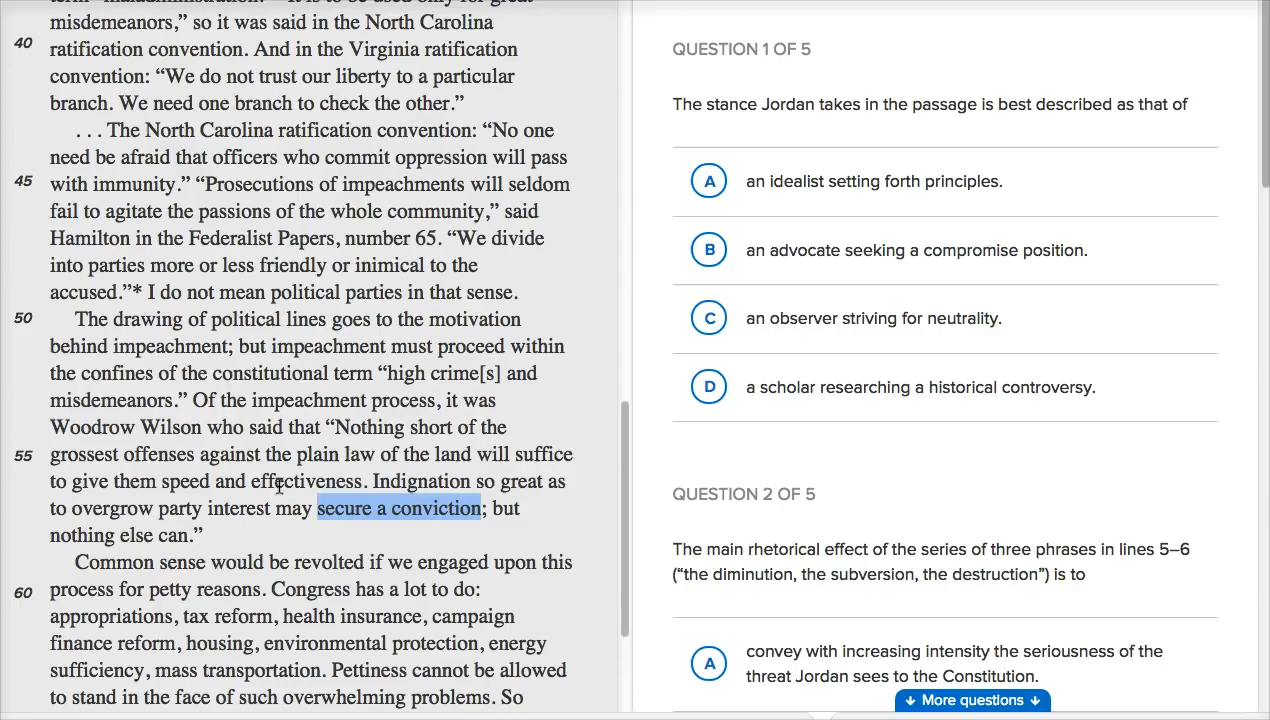 term “maladministration.” “It is to be used only for great
misdemeanors,” so it was said in the North Carolina
40 ratification convention. And in the Virginia ratification
convention: “We do not trust our liberty to a particular
branch. We need one branch to check the other.”
. . . The North Carolina ratification convention: “No one
need be afraid that officers who commit oppression will pass
45 with immunity.” “Prosecutions of impeachments will seldom
fail to agitate the passions of the whole community,” said
Hamilton in the Federalist Papers, number 65. “We divide
into parties more or less friendly or inimical to the
accused.”* I do not mean political parties in that sense.
50 The drawing of political lines goes to the motivation
behind impeachment; but impeachment must proceed within
the confines of the constitutional term “high crime[s] and
misdemeanors.” Of the impeachment process, it was
Woodrow Wilson who said that “Nothing short of the
55 grossest offenses against the plain law of the land will suffice
to give them speed and effectiveness. Indignation so great as
to overgrow party interest may secure a conviction; but
nothing else can.”
Common sense would be revolted if we engaged upon this
60 process for petty reasons. Congress has a lot to do:
appropriations, tax reform, health insurance, campaign
finance reform, housing, environmental protection, energy
sufficiency, mass transportation. Pettiness cannot be allowed
to stand in the face of such overwhelming problems. So
QUESTION 1 OF 5
The stance Jordan takes in the passage is best described as that of
A an idealist setting forth principles.
B an advocate seeking a compromise position.
C an observer striving for neutrality.
D a scholar researching a historical controversy.
QUESTION 2 OF 5
The main rhetorical effect of the series of three phrases in lines 5–6
(“the diminution, the subversion, the destruction”) is to
A convey with increasing intensity the seriousness of the
threat Jordan sees to the Constitution.
↓ More questions ↓